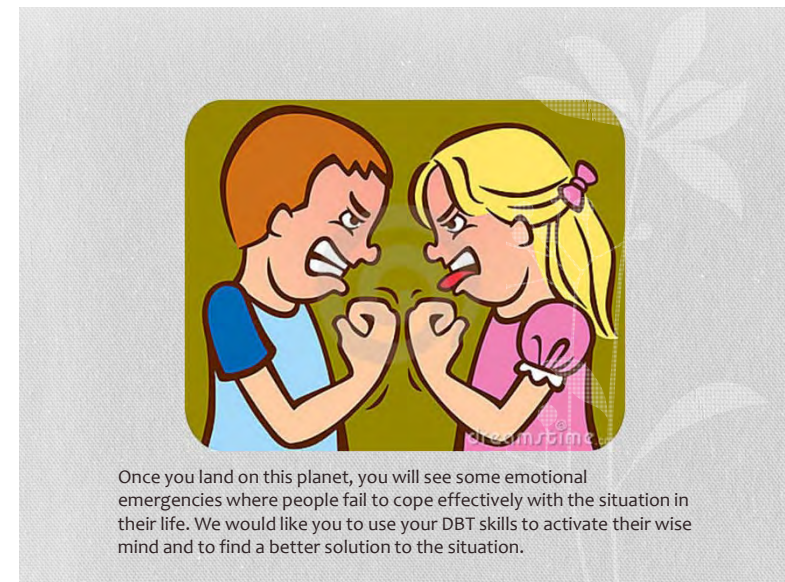 dreamstime
Once you land on this planet, you will see some emotional
emergencies where people fail to cope effectively with the situation in
their life. We would like you to use your DBT skills to activate their wise
mind and to find a better solution to the situation.